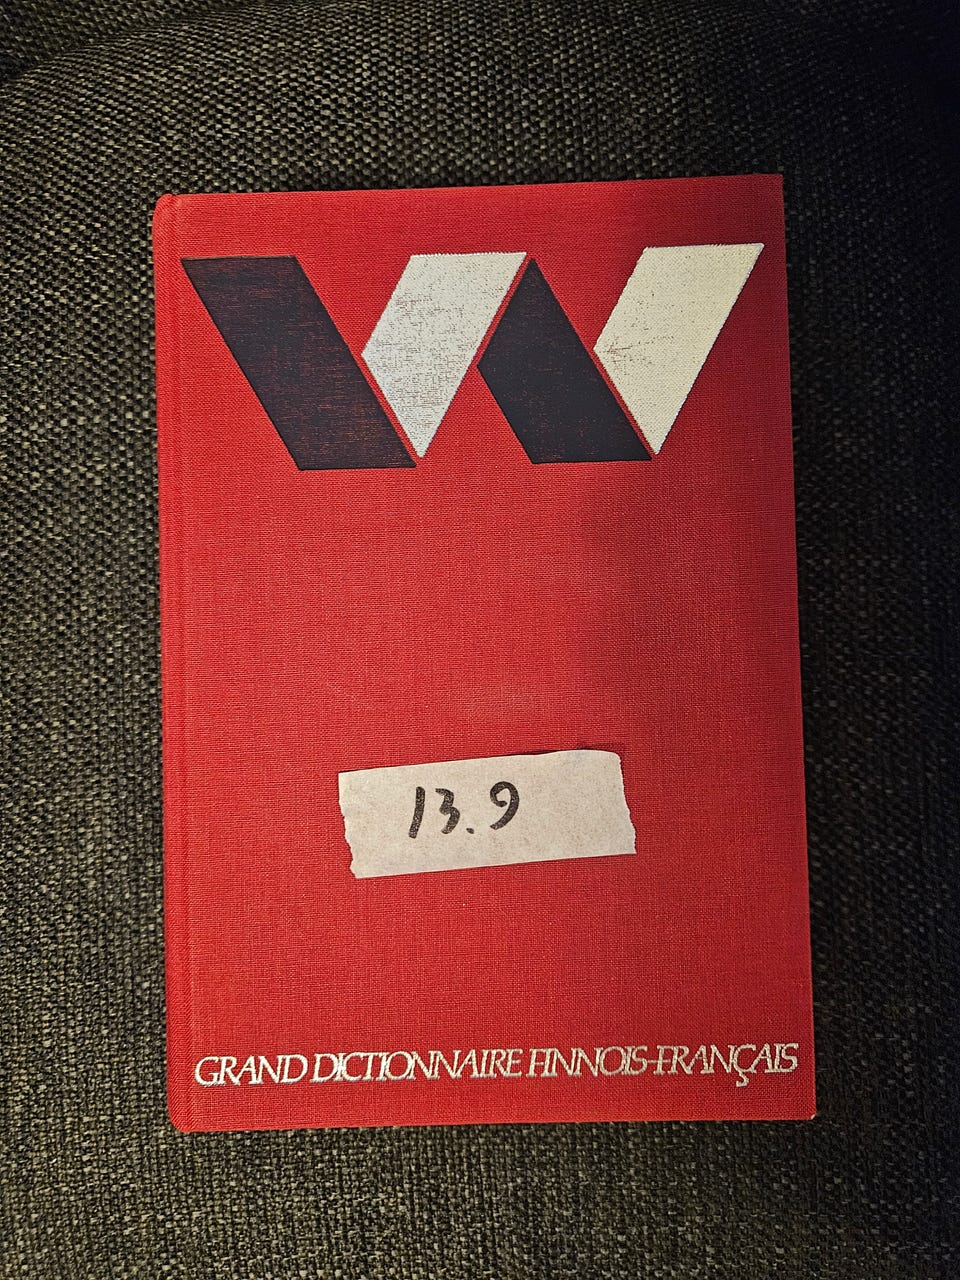 W
13.9
GRAND DICTIONNAIRE FINNOIS-FRANÇAIS